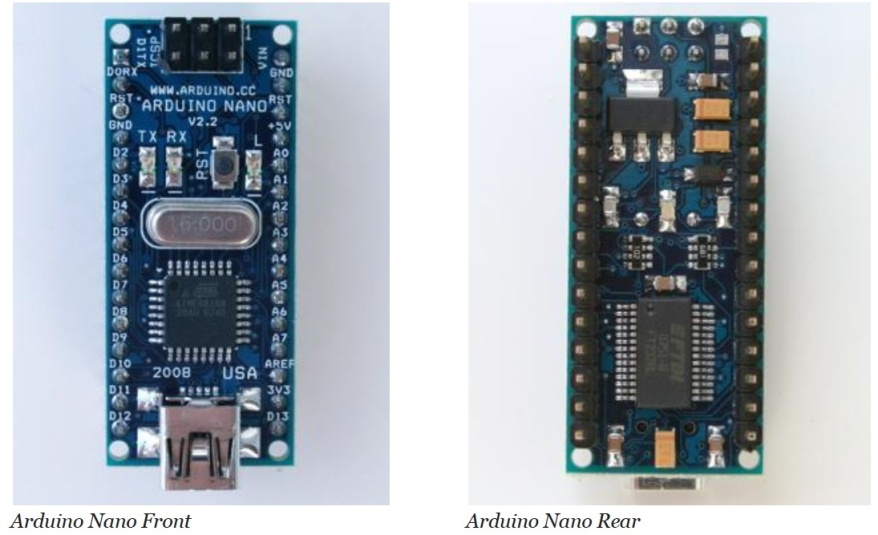 1
D1TX
ICSP
VIN
D0RX
GND
WWW.ARDUINO.CC
RST
ARDUINO NANO
RST
GND
V2.2
+5V
TX RX
L
D2
RST
A0
D3
A1
D4
A2
16.000
D5
A3
D6
A4
D7
A5
D8
A6
D9
A7
D10
2008
USA
AREF
D11
3V3
D12
D13
FTDI
Arduino Nano Front
Arduino Nano Rear